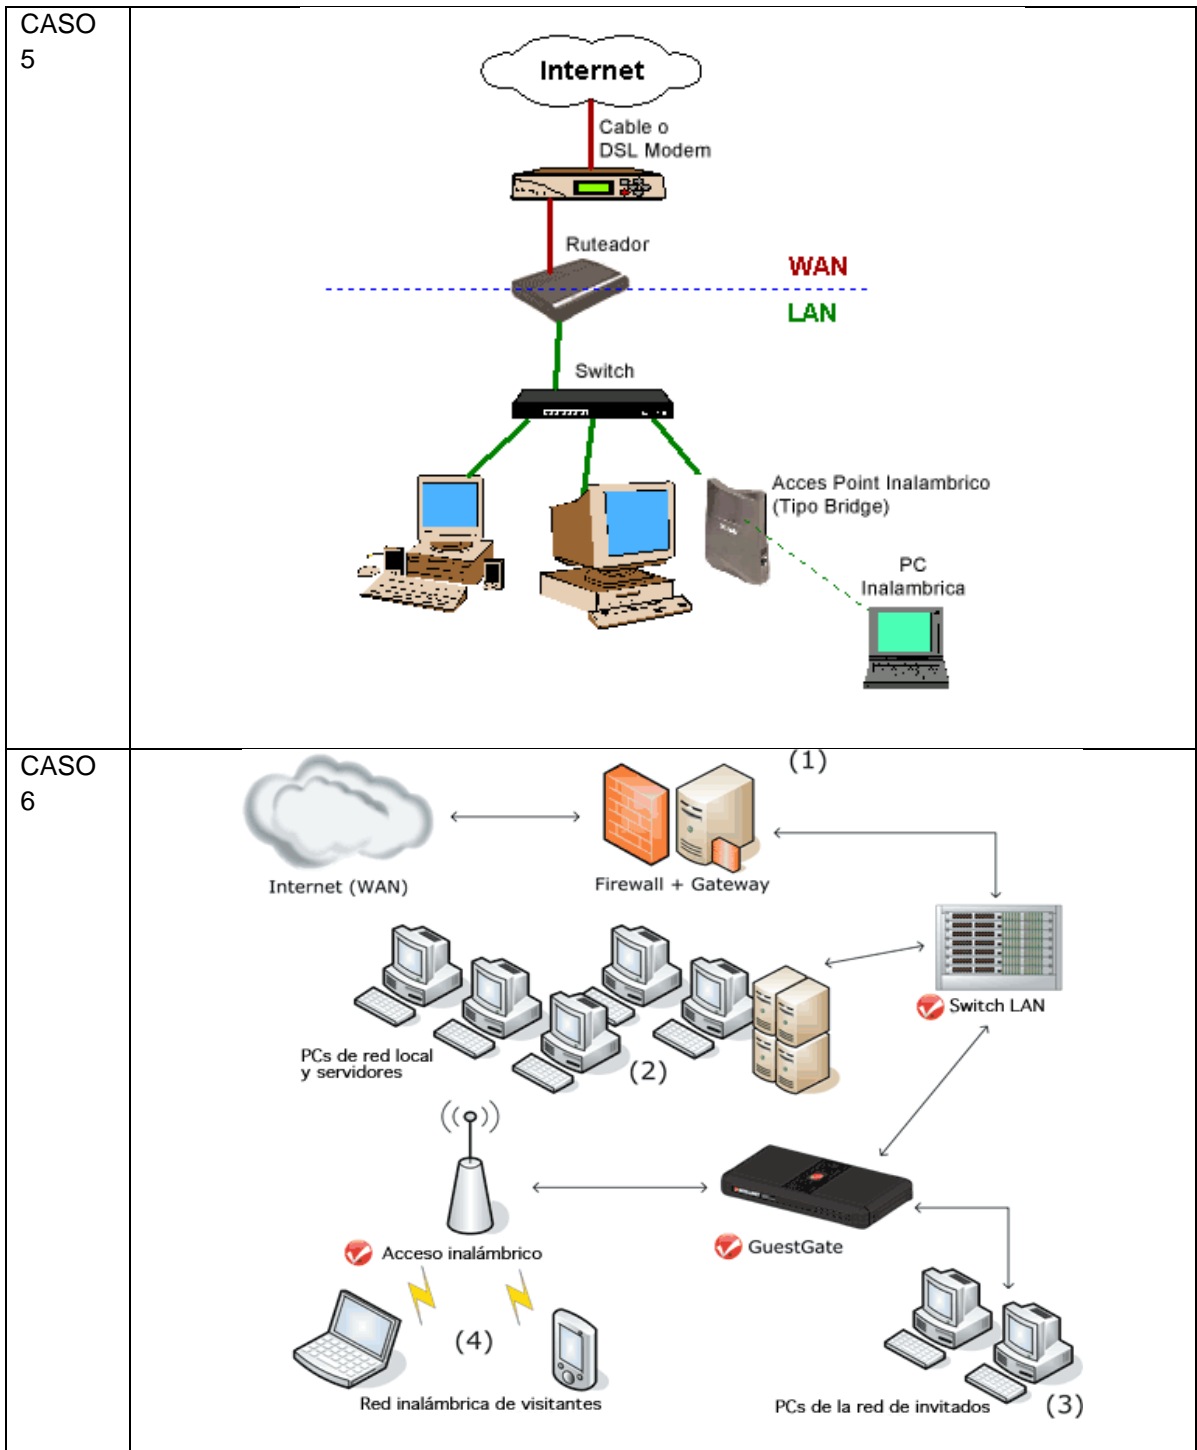 CASO
5
Internet
Cable o
DSL Modem
Ruteador
WAN
LAN
Switch
Acces Point Inalambrico
(Tipo Bridge)
PC
Inalambrica
CASO
6
(1)
Internet (WAN)
Firewall + Gateway
Switch LAN
PCs de red local
y servidores
(2)
Acceso inalámbrico
GuestGate
(4)
Red inalámbrica de visitantes
PCs de la red de invitados
(3)